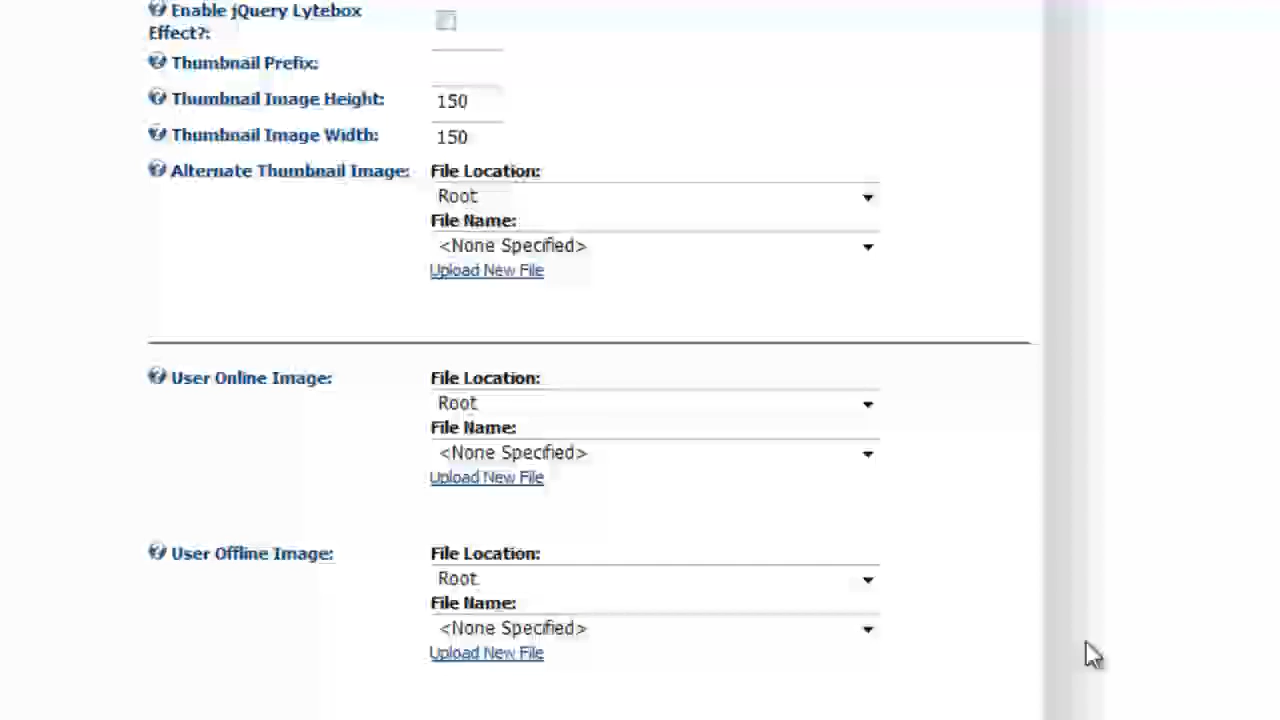 Enable jQuery Lytebox
Effect?:
Thumbnail Prefix:
Thumbnail Image Height: 150
Thumbnail Image Width: 150
Alternate Thumbnail Image: File Location:
Root
File Name:
<None Specified>
Upload New File
User Online Image: File Location:
Root
File Name:
<None Specified>
Upload New File
User Offline Image: File Location:
Root
File Name:
<None Specified>
Upload New File